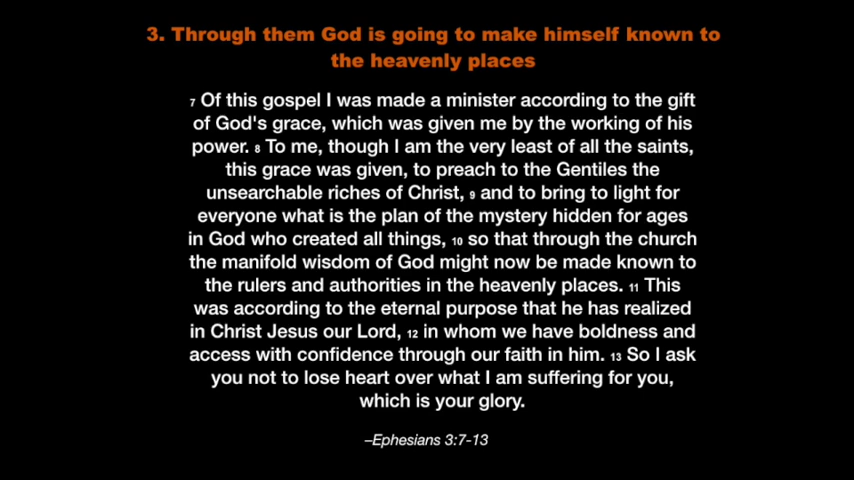 3. Through them God is going to make himself known to
the heavenly places
7 Of this gospel I was made a minister according to the gift
of God's grace, which was given me by the working of his
power. 8 To me, though I am the very least of all the saints,
this grace was given, to preach to the Gentiles the
unsearchable riches of Christ, 9 and to bring to light for
everyone what is the plan of the mystery hidden for ages
in God who created all things, 10 so that through the church
the manifold wisdom of God might now be made known to
the rulers and authorities in the heavenly places. 11 This
was according to the eternal purpose that he has realized
in Christ Jesus our Lord, 12 in whom we have boldness and
access with confidence through our faith in him. 13 So I ask
you not to lose heart over what I am suffering for you,
which is your glory.
–Ephesians 3:7-13